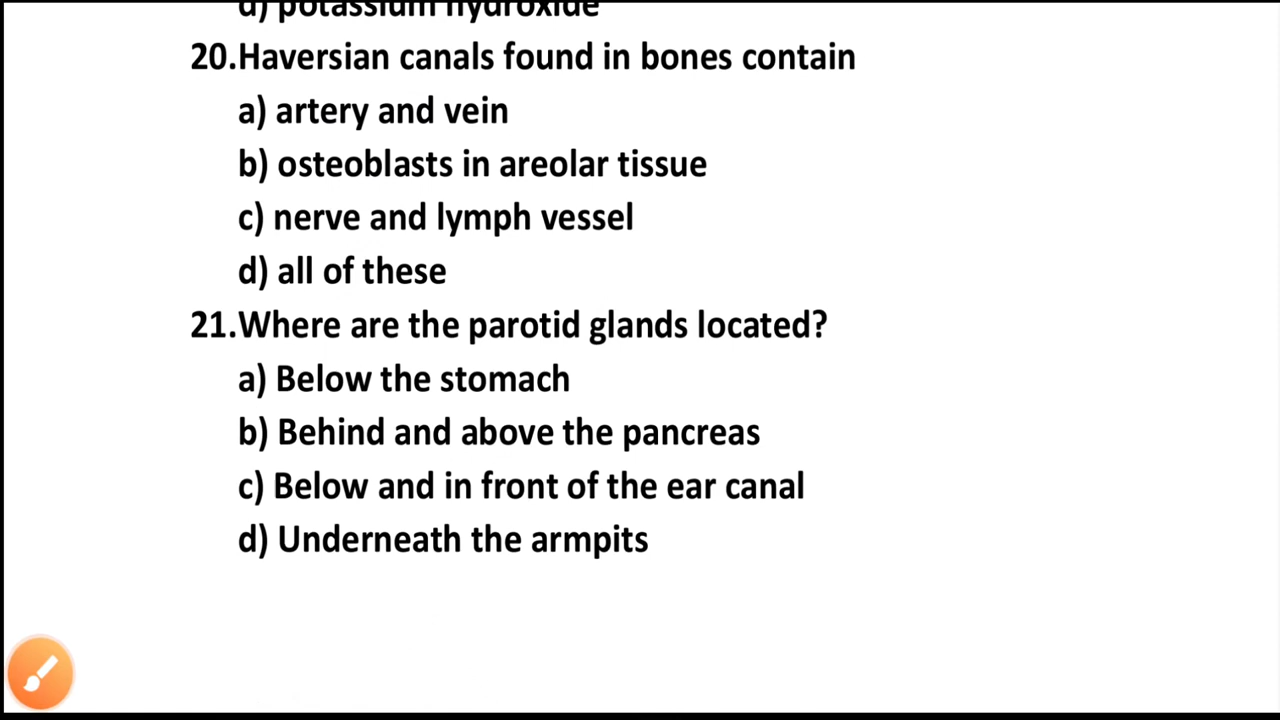 d) potassium hydroxide
20.Haversian canals found in bones contain
a) artery and vein
b) osteoblasts in areolar tissue
c) nerve and lymph vessel
d) all of these
21.Where are the parotid glands located?
a) Below the stomach
b) Behind and above the pancreas
c) Below and in front of the ear canal
d) Underneath the armpits